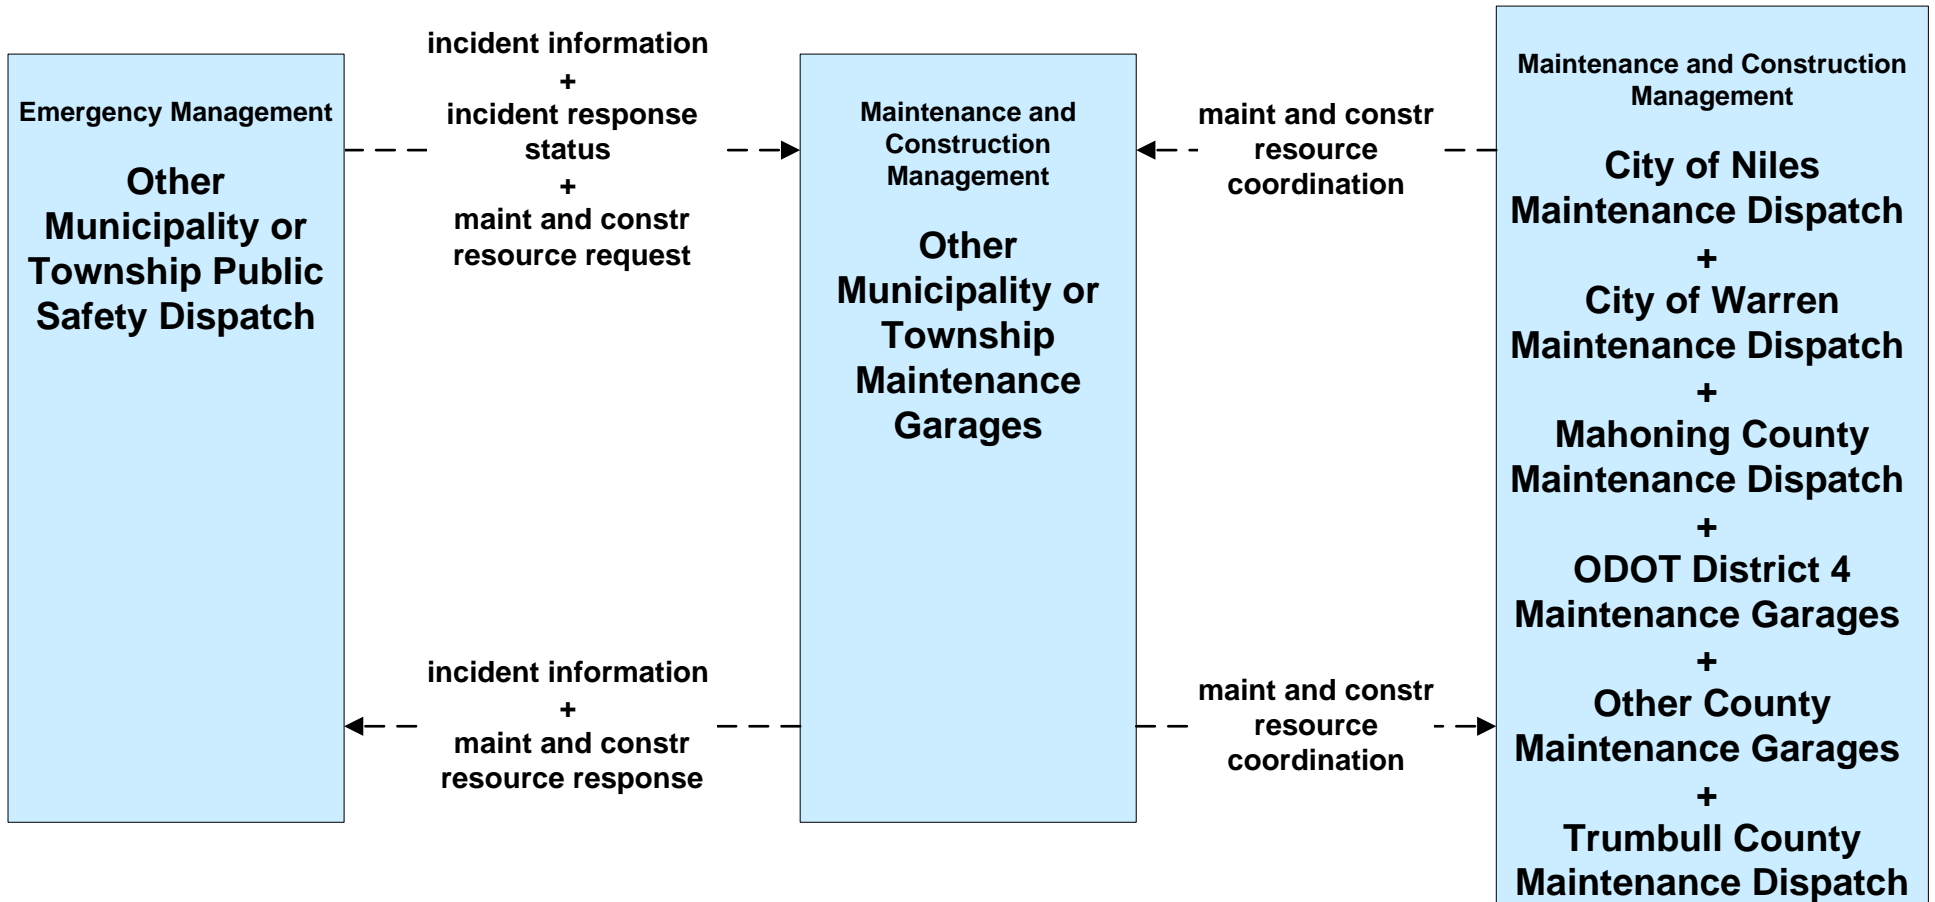 Emergency Management
Other
Municipality or
Township Public
Safety Dispatch
incident information
+
incident response
status
+
maint and constr
resource request
incident information
+
maint and constr
resource response
Maintenance and
Construction
Management
Other
Municipality or
Township
Maintenance
Garages
maint and constr
resource
coordination
maint and constr
resource
coordination
Maintenance and Construction
Management
City of Niles
Maintenance Dispatch
+
City of Warren
Maintenance Dispatch
+
Mahoning County
Maintenance Dispatch
+
ODOT District 4
Maintenance Garages
+
Other County
Maintenance Garages
+
Trumbull County
Maintenance Dispatch